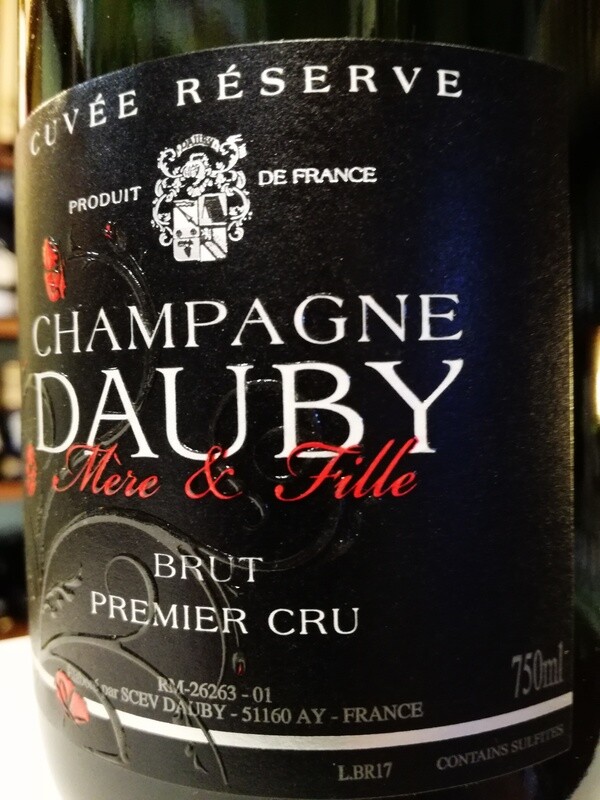 CUVÉE RÉSERVE
DAUBY
PRODUIT DE FRANCE
CHAMPAGNE
DAUBY
Mère & Fille
BRUT
PREMIER CRU
750ml
RM-26263 - 01
par SCEV DAUBY - 51160 AY - FRANCE
L.BR17
CONTAINS SULFITES